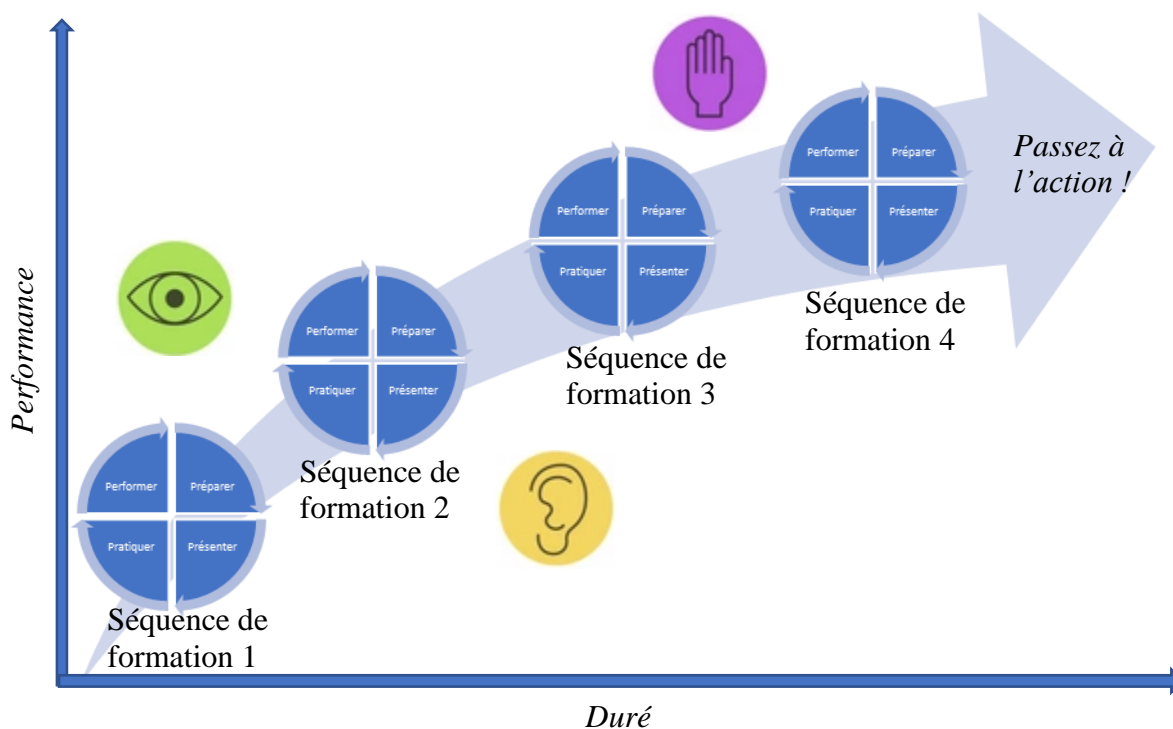 Performance
Performer
Préparer
Pratiquer
Présenter
Séquence de
formation 1
Performer
Préparer
Pratiquer
Présenter
Séquence de
formation 2
Performer
Préparer
Pratiquer
Présenter
Séquence de
formation 3
Performer
Préparer
Pratiquer
Présenter
Séquence de
formation 4
Passez à
l’action !
Duré